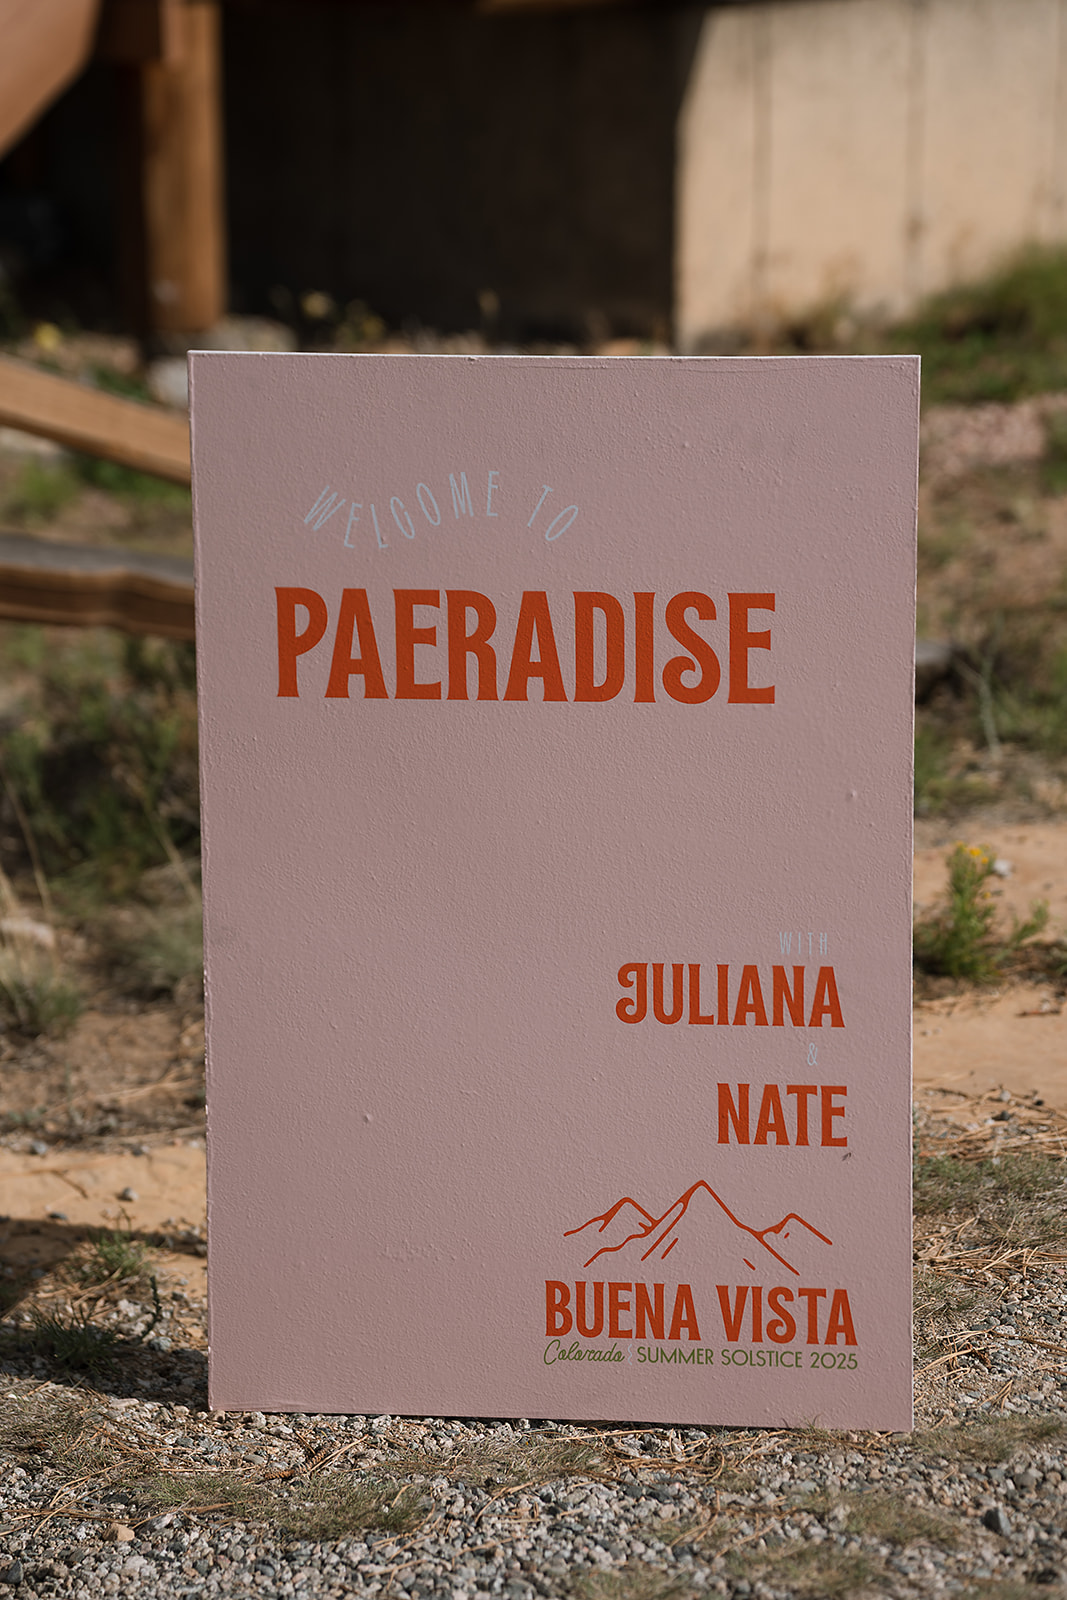 WELCOME TO
PAERADISE
WITH
JULIANA
&
NATE
BUENA VISTA
Colorado SUMMER SOLSTICE 2025